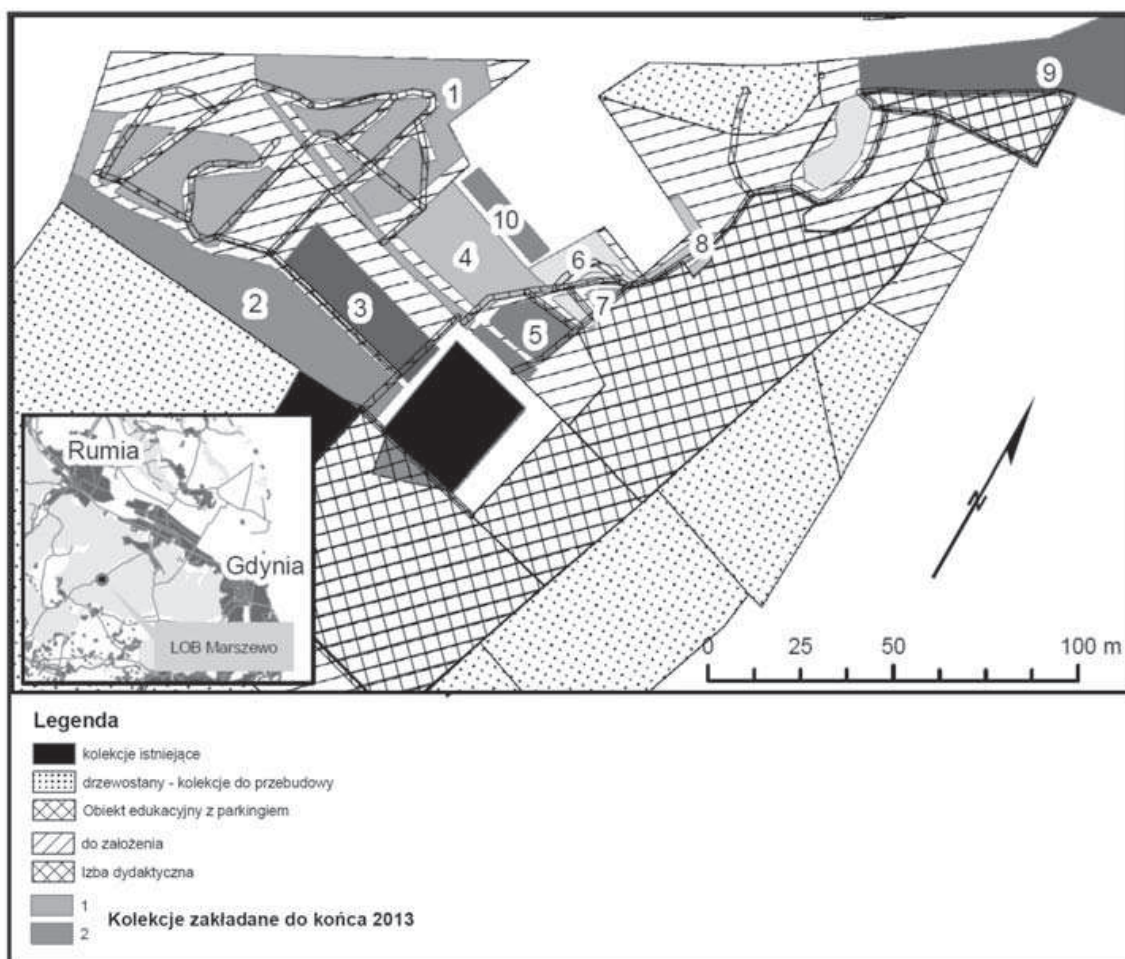 1
9
10
6
4
8
2
3
7
5
Rumia
Gdynia
LOB Marszewo
N
0 25 50 100 m
Legenda
kolekcje istniejące
drzewostany - kolekcje do przebudowy
Obiekt edukacyjny z parkingiem
do założenia
Izba dydaktyczna
1
Kolekcje zakładane do końca 2013
2